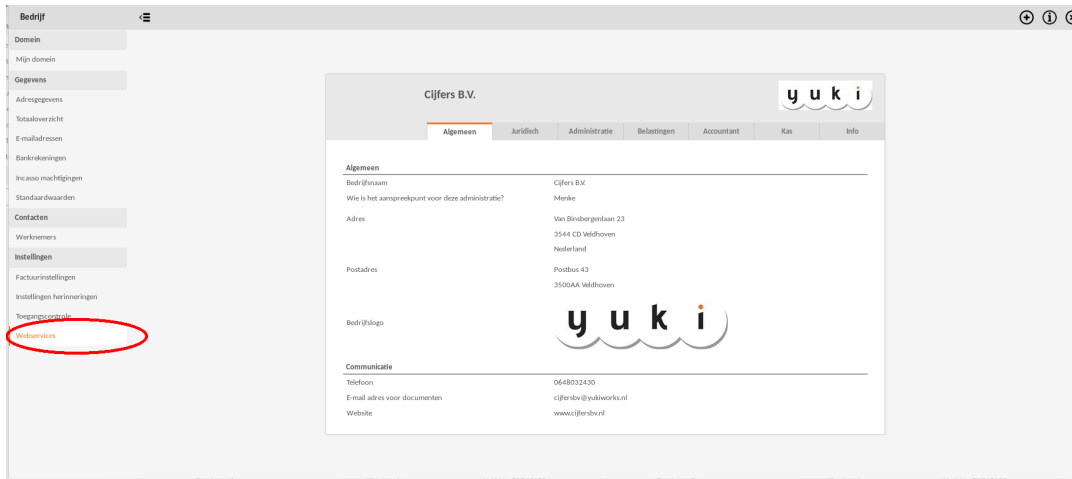 Bedrijf
Domein
Mijn domein
Gegevens
Adresgegevens
Totaaloverzicht
E-mailadressen
Bankrekeningen
Incasso machtigingen
Standaardwaarden
Contacten
Werknemers
Instellingen
Factuurinstellingen
Instellingen herinneringen
Toegangscontrole
Webservices
Cijfers B.V.
yuki
Algemeen Juridisch Administratie Belastingen Accountant Kas Info
Algemeen
Bedrijfsnaam Cijfers B.V.
Wie is het aanspreekpunt voor deze administratie? Menke
Adres Van Binsbergenlaan 23
3544 CD Veldhoven
Nederland
Postadres Postbus 43
3500AA Veldhoven
Bedrijfslogo yuki
Communicatie
Telefoon 0648032430
E-mail adres voor documenten cijfersbv@yukiworks.nl
Website www.cijfersbv.nl